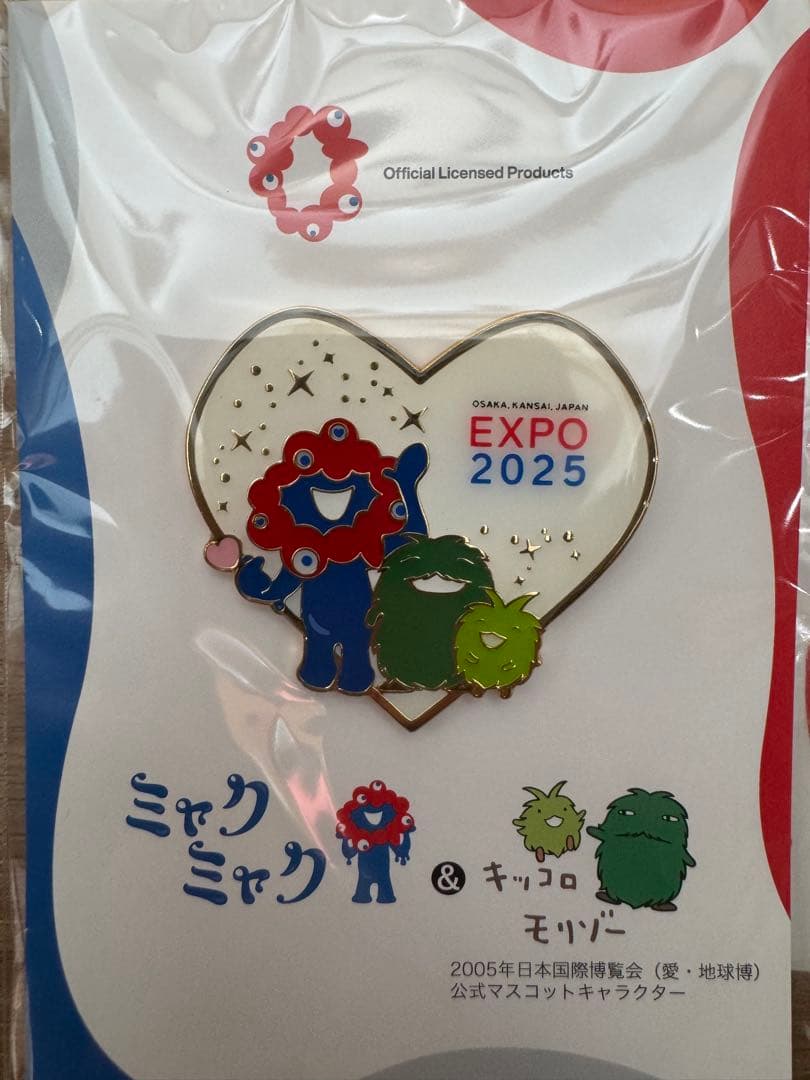 Official Licensed Products
OSAKA, KANSAI, JAPAN
EXPO
2025
ミャク
ミャク
& キッコロ
モリゾー
2005年日本国際博覧会（愛・地球博）
公式マスコットキャラクター